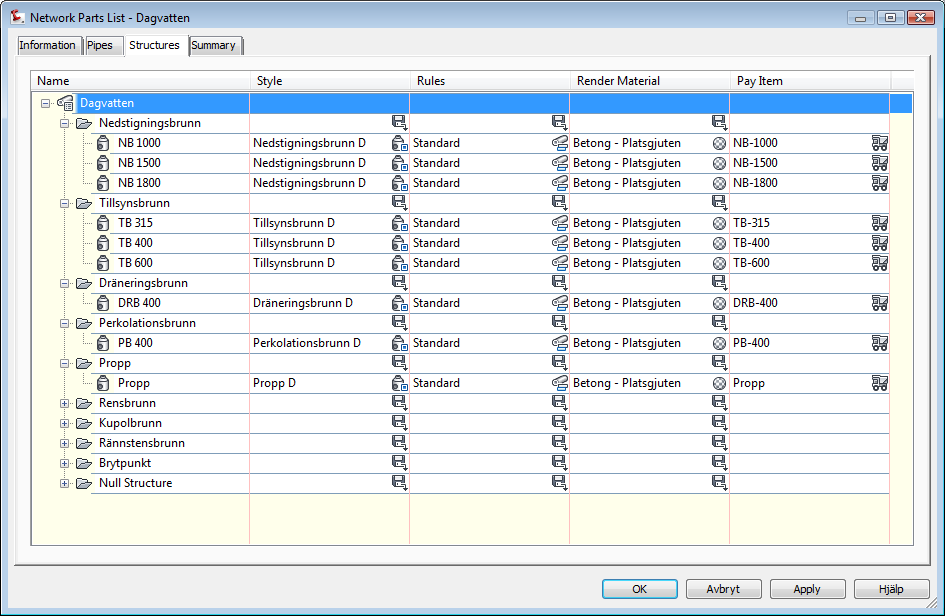 Network Parts List - Dagvatten
Information Pipes Structures Summary
Name Style Rules Render Material Pay Item
Dagvatten
Nedstigningsbrunn
NB 1000 Nedstigningsbrunn D Standard Betong - Platsgjuten NB-1000
NB 1500 Nedstigningsbrunn D Standard Betong - Platsgjuten NB-1500
NB 1800 Nedstigningsbrunn D Standard Betong - Platsgjuten NB-1800
Tillsynsbrunn
TB 315 Tillsynsbrunn D Standard Betong - Platsgjuten TB-315
TB 400 Tillsynsbrunn D Standard Betong - Platsgjuten TB-400
TB 600 Tillsynsbrunn D Standard Betong - Platsgjuten TB-600
Dräneringsbrunn
DRB 400 Dräneringsbrunn D Standard Betong - Platsgjuten DRB-400
Perkolationsbrunn
PB 400 Perkolationsbrunn D Standard Betong - Platsgjuten PB-400
Propp
Propp Propp D Standard Betong - Platsgjuten Propp
Rensbrunn
Kupolbrunn
Rännstensbrunn
Brytpunkt
Null Structure
OK Avbryt Apply Hjälp